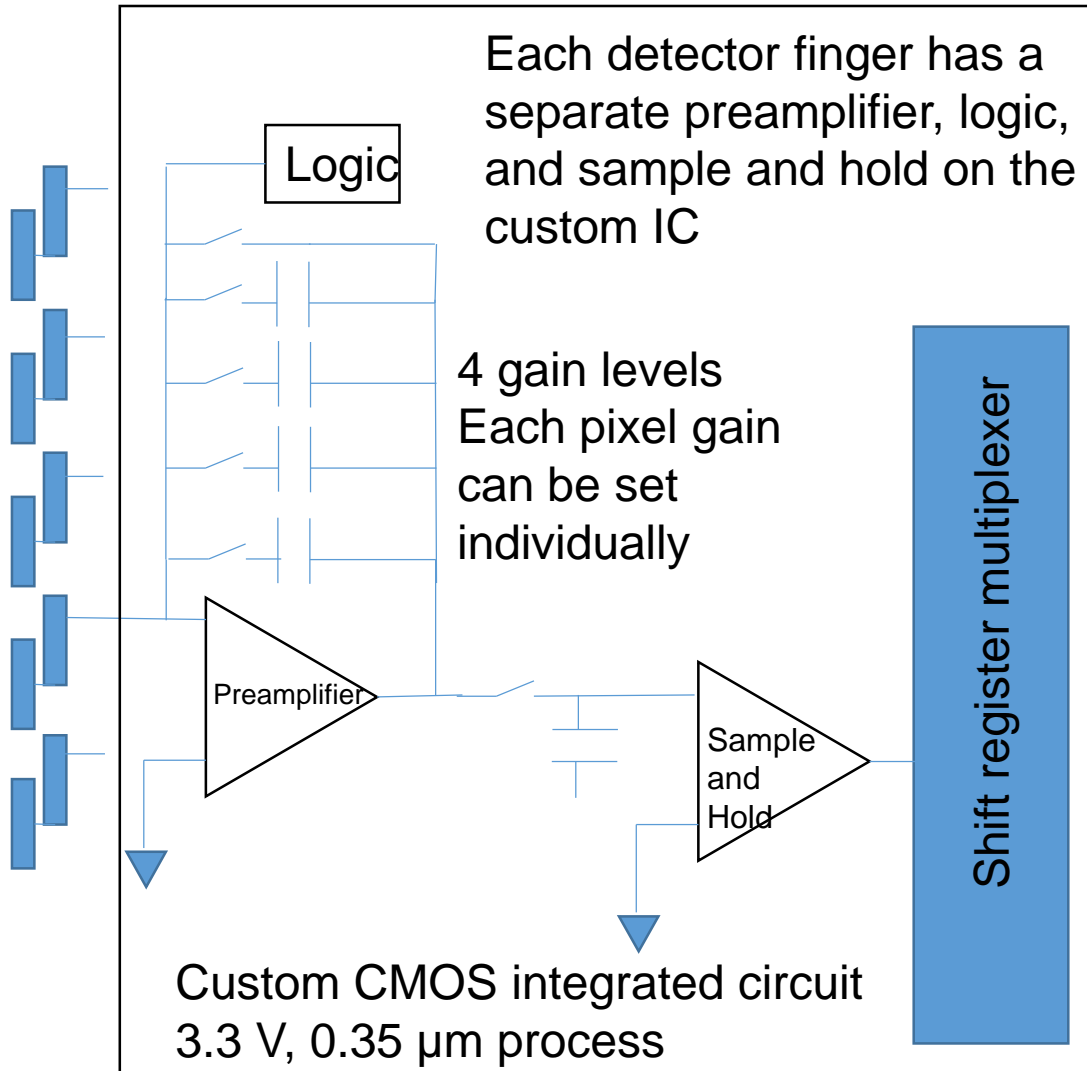 Each detector finger has a
separate preamplifier, logic,
and sample and hold on the
custom IC
Logic
4 gain levels
Each pixel gain
can be set
individually
Preamplifier
Sample
and
Hold
Shift register multiplexer
Custom CMOS integrated circuit
3.3 V, 0.35 µm process